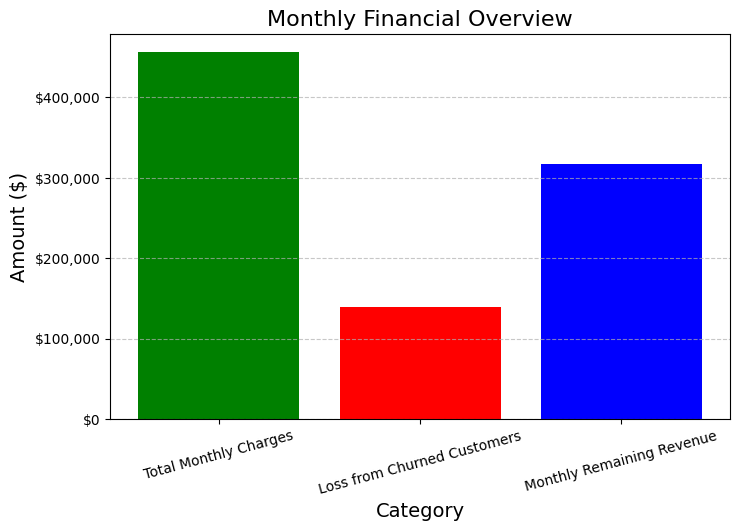 Monthly Financial Overview
Amount ($)
$400,000
$300,000
$200,000
$100,000
$0
Total Monthly Charges
Loss from Churned Customers
Monthly Remaining Revenue
Category